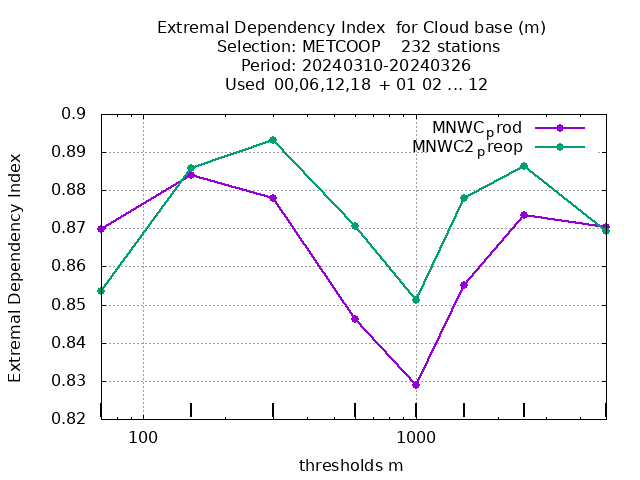 Extremal Dependency Index  for Cloud base (m)
Selection: METCOOP    232 stations
Period: 20240310-20240326
Used  00,06,12,18 + 01 02 ... 12
MNWCprod
MNWC2preop
0.9
0.89
0.88
0.87
0.86
0.85
0.84
0.83
0.82
Extremal Dependency Index
100
1000
thresholds m